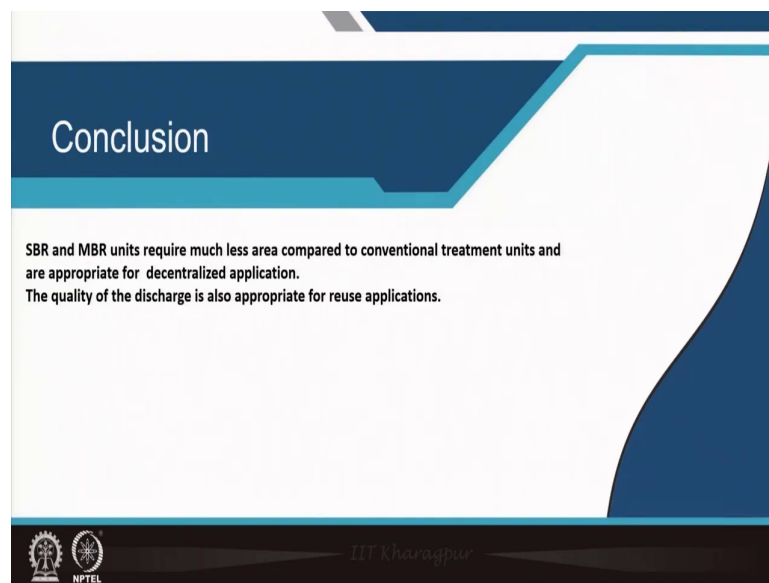 Conclusion
SBR and MBR units require much less area compared to conventional treatment units and
are appropriate for decentralized application.
The quality of the discharge is also appropriate for reuse applications.
IIT Kharagpur
NPTEL